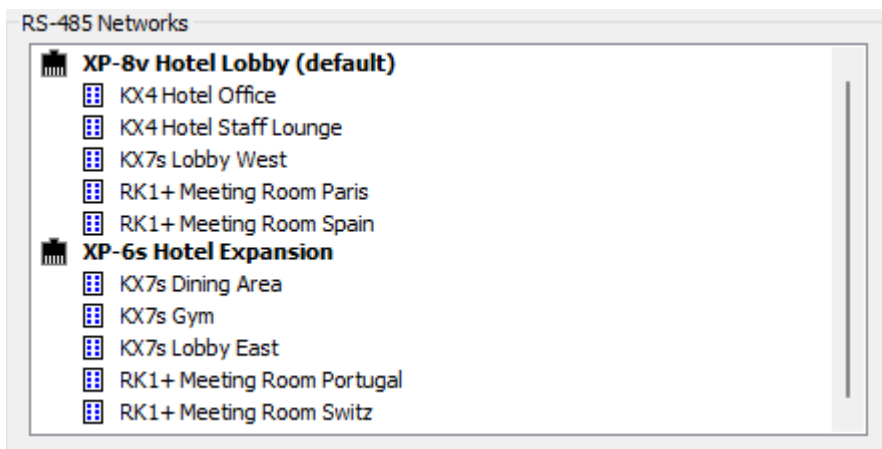 RS-485 Networks
XP-8v Hotel Lobby (default)
KX4 Hotel Office
KX4 Hotel Staff Lounge
KX7s Lobby West
RK1+ Meeting Room Paris
RK1+ Meeting Room Spain
XP-6s Hotel Expansion
KX7s Dining Area
KX7s Gym
KX7s Lobby East
RK1+ Meeting Room Portugal
RK1+ Meeting Room Switz